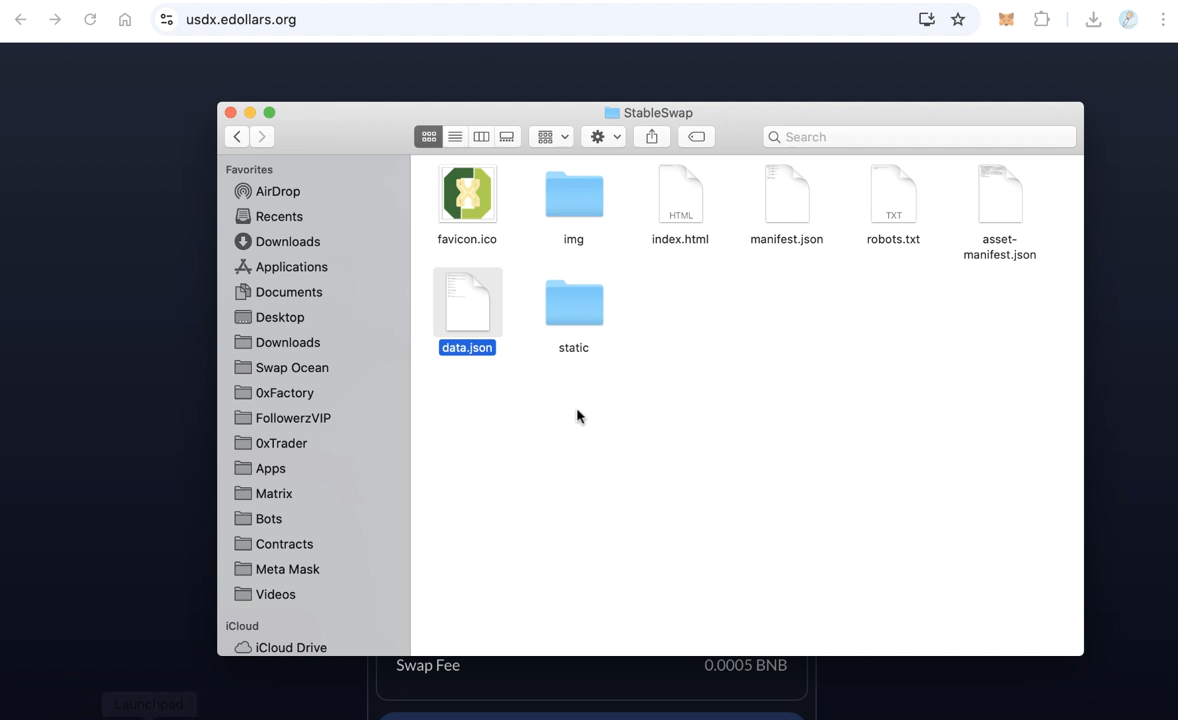 usdx.edollars.org
StableSwap
Search
Favorites
AirDrop
Recents
Downloads
Applications
Documents
Desktop
Downloads
Swap Ocean
0xFactory
FollowerzVIP
0xTrader
Apps
Matrix
Bots
Contracts
Meta Mask
Videos
iCloud
iCloud Drive
favicon.ico
img
HTML
index.html
manifest.json
TXT
robots.txt
asset-
manifest.json
data.json
static
Swap Fee 0.0005 BNB
Launchpad